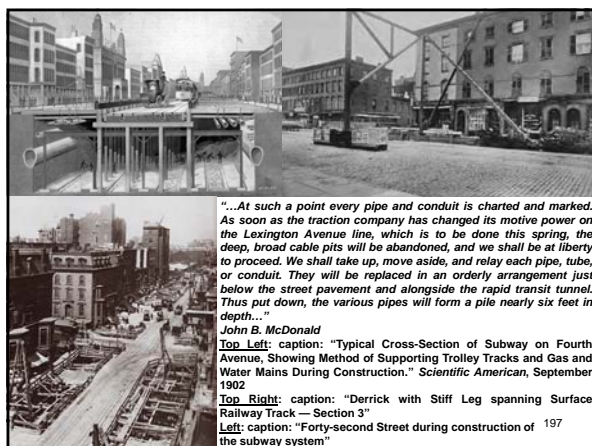 "…At such a point every pipe and conduit is charted and marked.
As soon as the traction company has changed its motive power on
the Lexington Avenue line, which is to be done this spring, the
deep, broad cable pits will be abandoned, and we shall be at liberty
to proceed. We shall take up, move aside, and relay each pipe, tube,
or conduit. They will be replaced in an orderly arrangement just
below the street pavement and alongside the rapid transit tunnel.
Thus put down, the various pipes will form a pile nearly six feet in
depth…"
John B. McDonald
Top Left: caption: "Typical Cross-Section of Subway on Fourth
Avenue, Showing Method of Supporting Trolley Tracks and Gas and
Water Mains During Construction." Scientific American, September
1902
Top Right: caption: "Derrick with Stiff Leg spanning Surface
Railway Track — Section 3"
Left: caption: "Forty-second Street during construction of
the subway system"
197